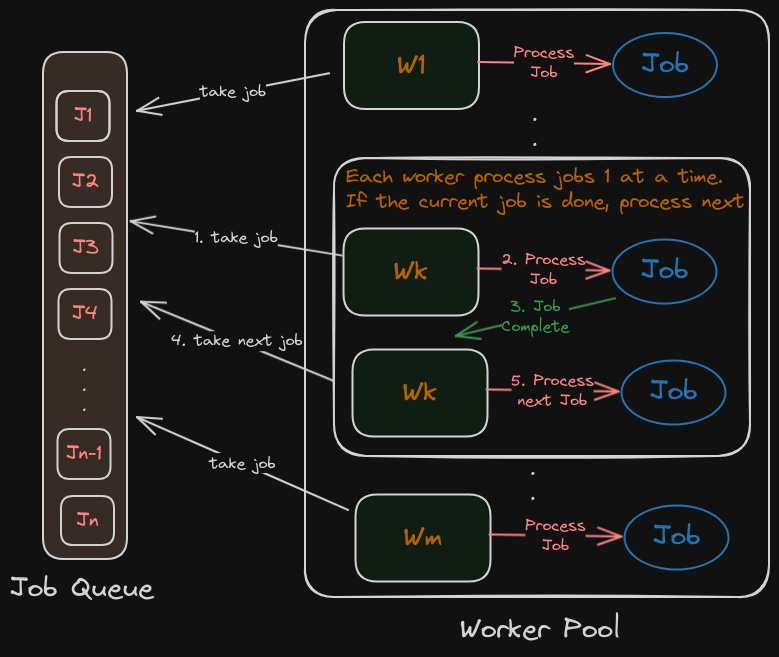 J1
J2
J3
J4
Jn-1
Jn
Job Queue
take job
1. take job
4. take next job
take job
W1
Process
Job
Job
Each worker process jobs 1 at a time.
If the current job is done, process next
Wk
2. Process
Job
Job
3. Job
Complete
Wk
5. Process
next Job
Job
Wm
Process
Job
Job
Worker Pool